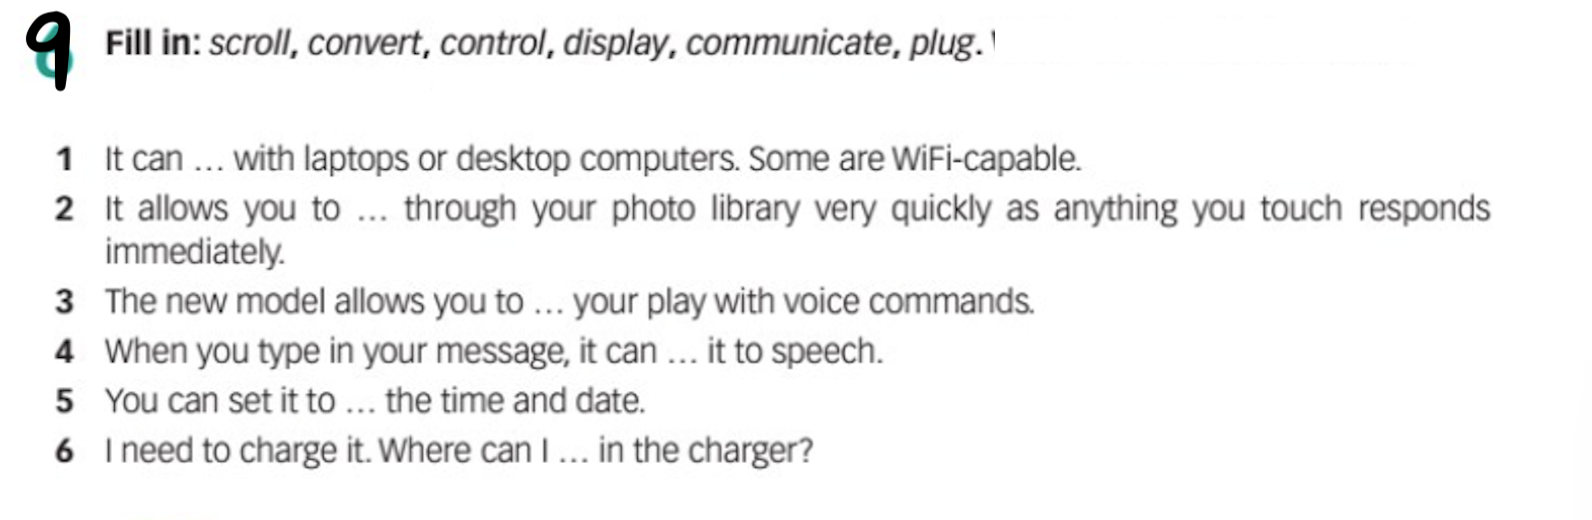 9 Fill in: scroll, convert, control, display, communicate, plug.
1 It can ... with laptops or desktop computers. Some are WiFi-capable.
2 It allows you to ... through your photo library very quickly as anything you touch responds
immediately.
3 The new model allows you to ... your play with voice commands.
4 When you type in your message, it can ... it to speech.
5 You can set it to ... the time and date.
6 I need to charge it. Where can I ... in the charger?